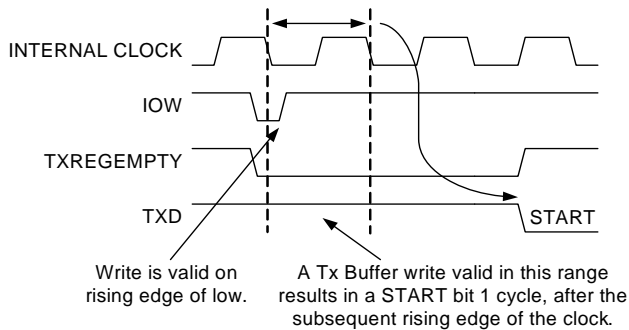 INTERNAL CLOCK
IOW
TXREGEMPTY
TXD
START
Write is valid on
rising edge of low.
A Tx Buffer write valid in this range
results in a START bit 1 cycle, after the
subsequent rising edge of the clock.